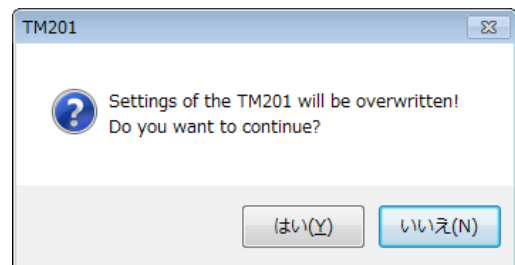 TM201
Settings of the TM201 will be overwritten!
Do you want to continue?
はい(Y) いいえ(N)